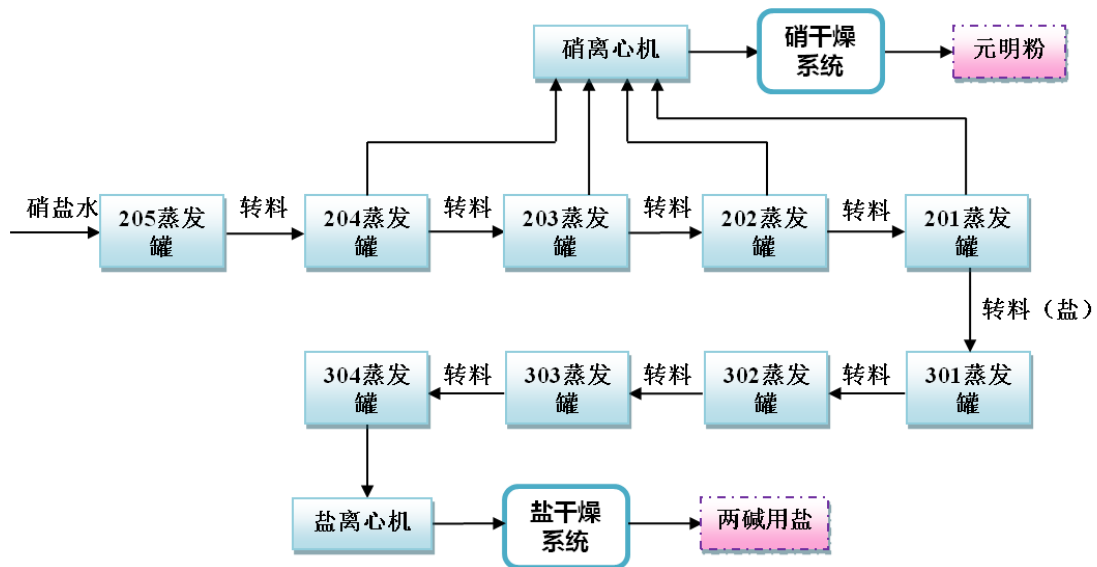 硝离心机
硝干燥
系统
元明粉
硝盐水
205蒸发
罐
转料
204蒸发
罐
转料
203蒸发
罐
转料
202蒸发
罐
转料
201蒸发
罐
转料（盐）
304蒸发
罐
转料
303蒸发
罐
转料
302蒸发
罐
转料
301蒸发
罐
盐离心机
盐干燥
系统
两碱用盐